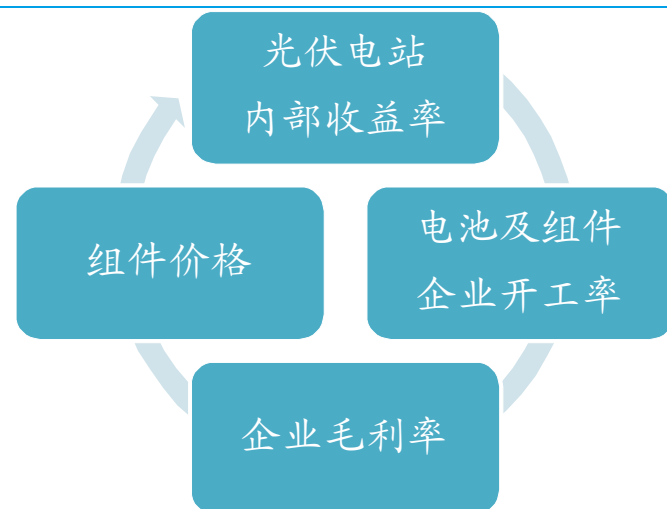 光伏电站
内部收益率
组件价格
电池及组件
企业开工率
企业毛利率